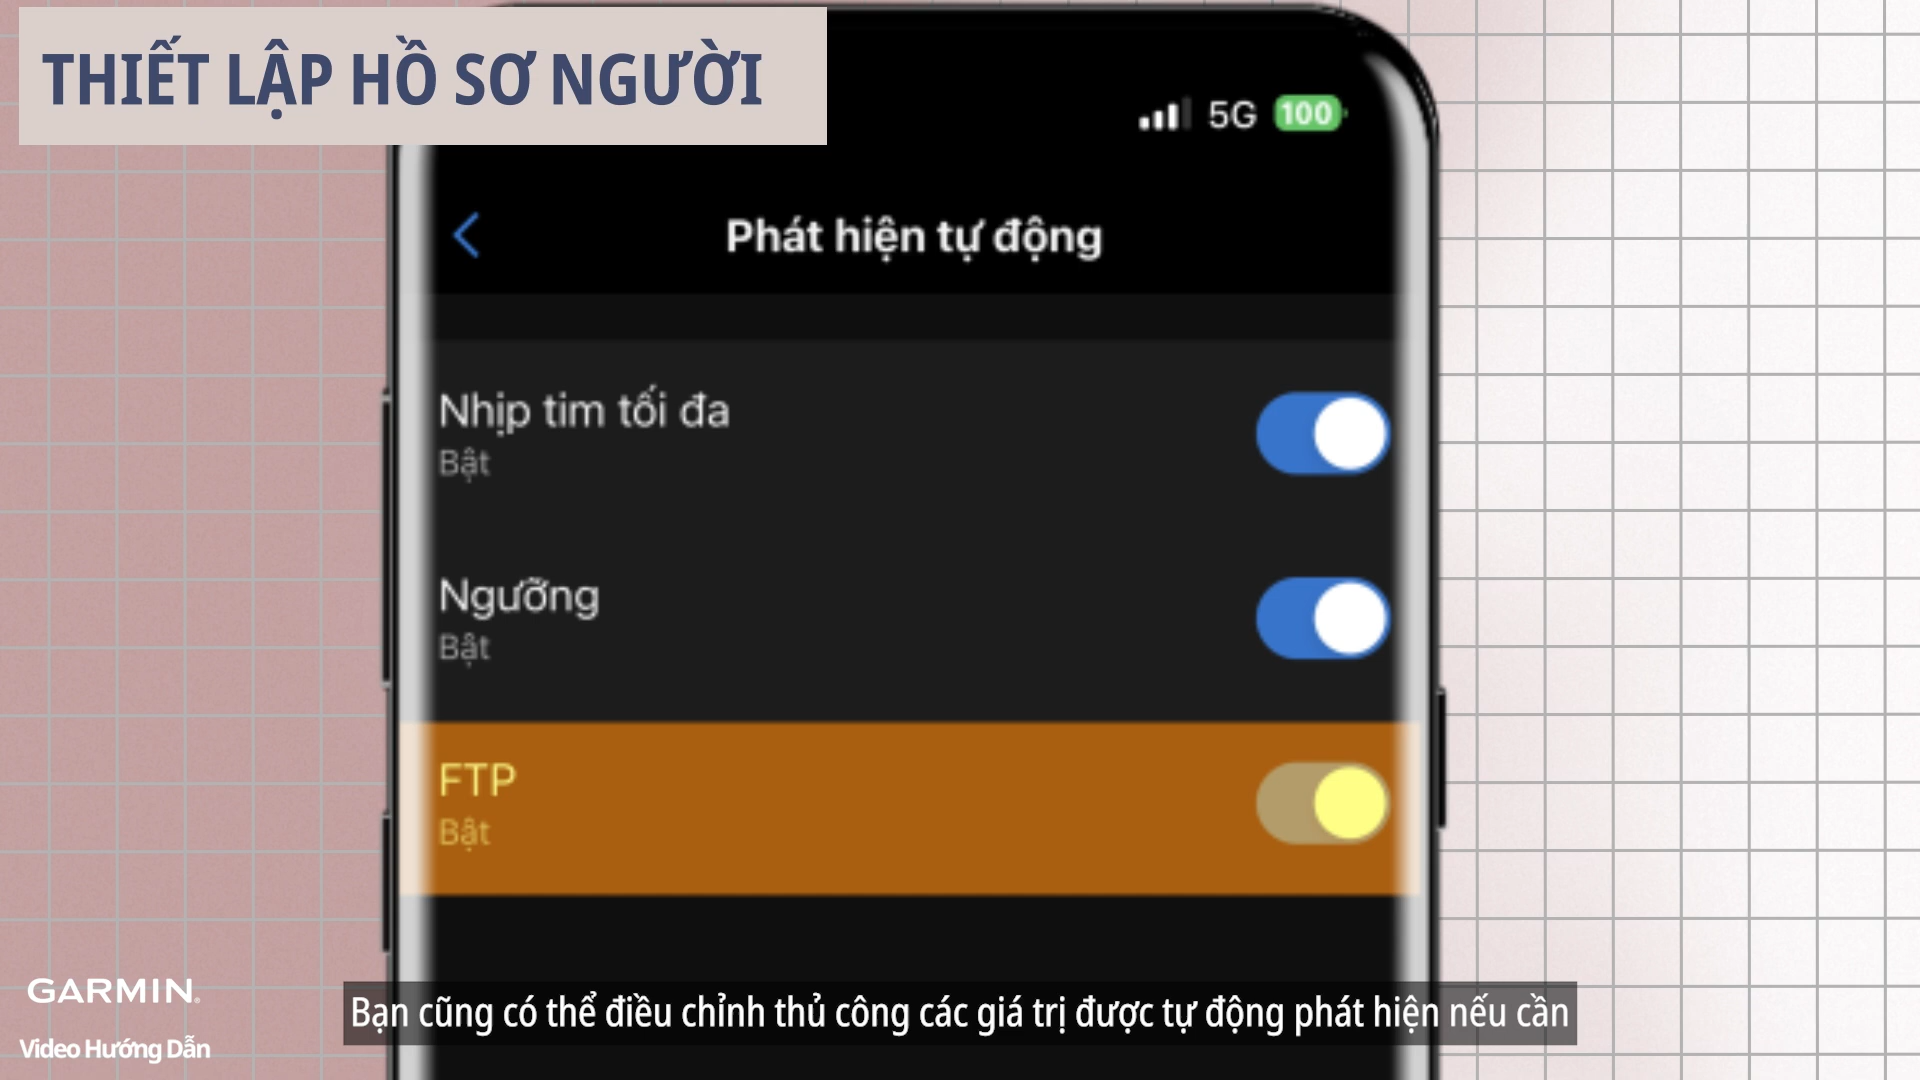 THIẾT LẬP HỒ SƠ NGƯỜI
5G 100
Phát hiện tự động
Nhịp tim tối đa
Bật
Ngưỡng
Bật
FTP
Bật
GARMIN
Bạn cũng có thể điều chỉnh thủ công các giá trị được tự động phát hiện nếu cần
Video Hướng Dẫn